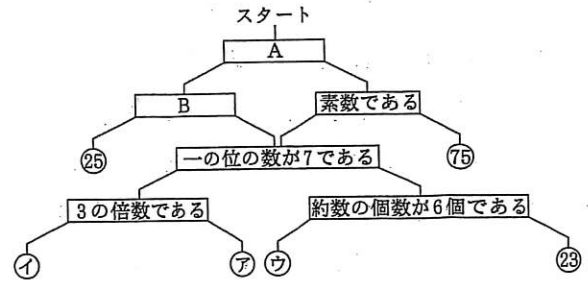 スタート
A
B
素数である
25
一の位の数が7である
75
3の倍数である
約数の個数が6個である
イ
ア
ウ
23